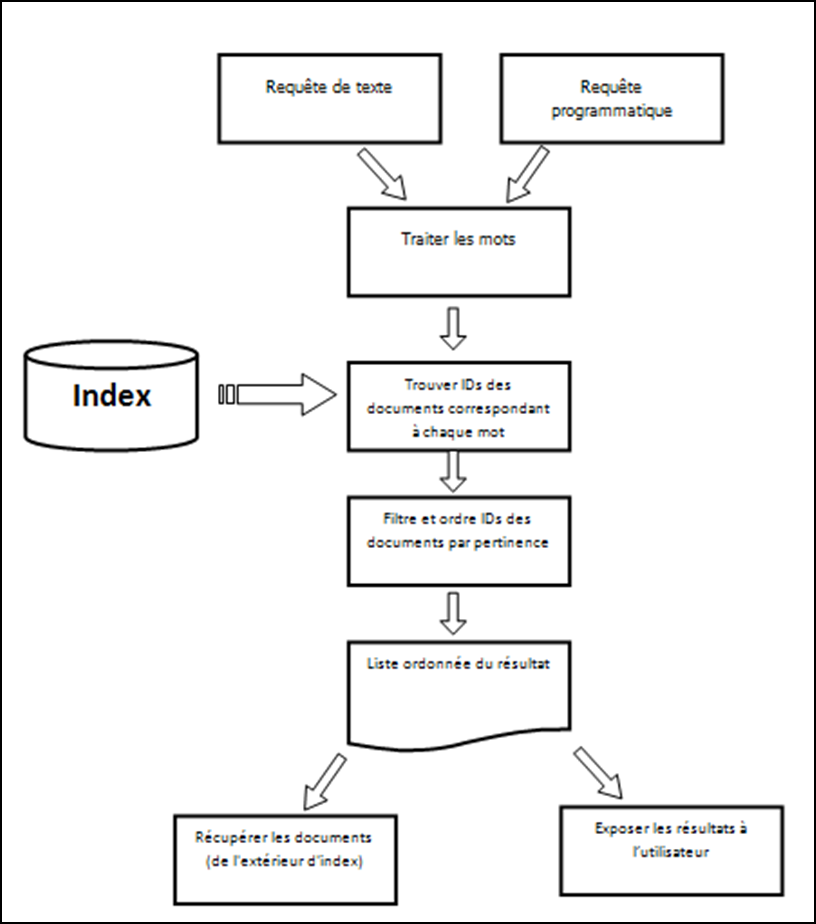 Requête de texte
Requête
programmatique
Traiter les mots
Index
Trouver IDs des
documents correspondant
à chaque mot
Filtre et ordre IDs des
documents par pertinence
Liste ordonnée du résultat
Récupérer les documents
(de l'extérieur d'index)
Exposer les résultats à
l'utilisateur